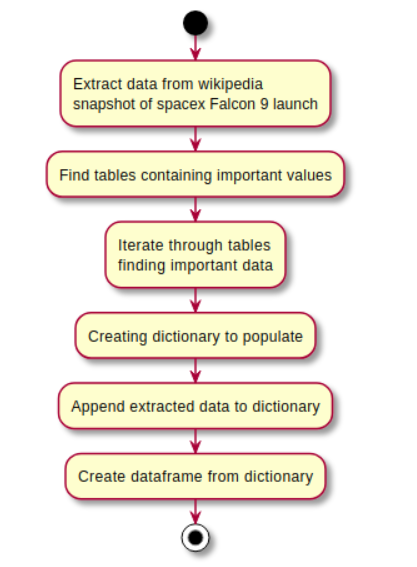 Extract data from wikipedia
snapshot of spacex Falcon 9 launch
Find tables containing important values
Iterate through tables
finding important data
Creating dictionary to populate
Append extracted data to dictionary
Create dataframe from dictionary